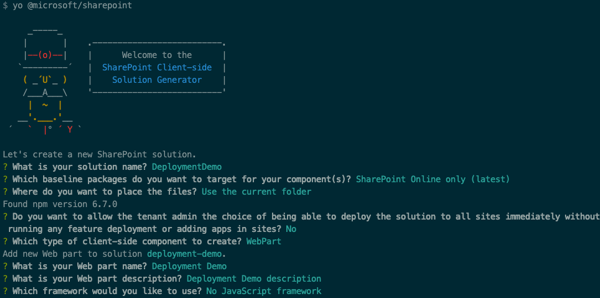 $ yo @microsoft/sharepoint
Welcome to the
SharePoint Client-side
Solution Generator
Let's create a new SharePoint solution.
? What is your solution name? DeploymentDemo
? Which baseline packages do you want to target for your component(s)? SharePoint Online only (latest)
? Where do you want to place the files? Use the current folder
Found npm version 6.7.0
? Do you want to allow the tenant admin the choice of being able to deploy the solution to all sites immediately without
running any feature deployment or adding apps in sites? No
? Which type of client-side component to create? WebPart
Add new Web part to solution deployment-demo.
? What is your Web part name? Deployment Demo
? What is your Web part description? Deployment Demo description
? Which framework would you like to use? No JavaScript framework